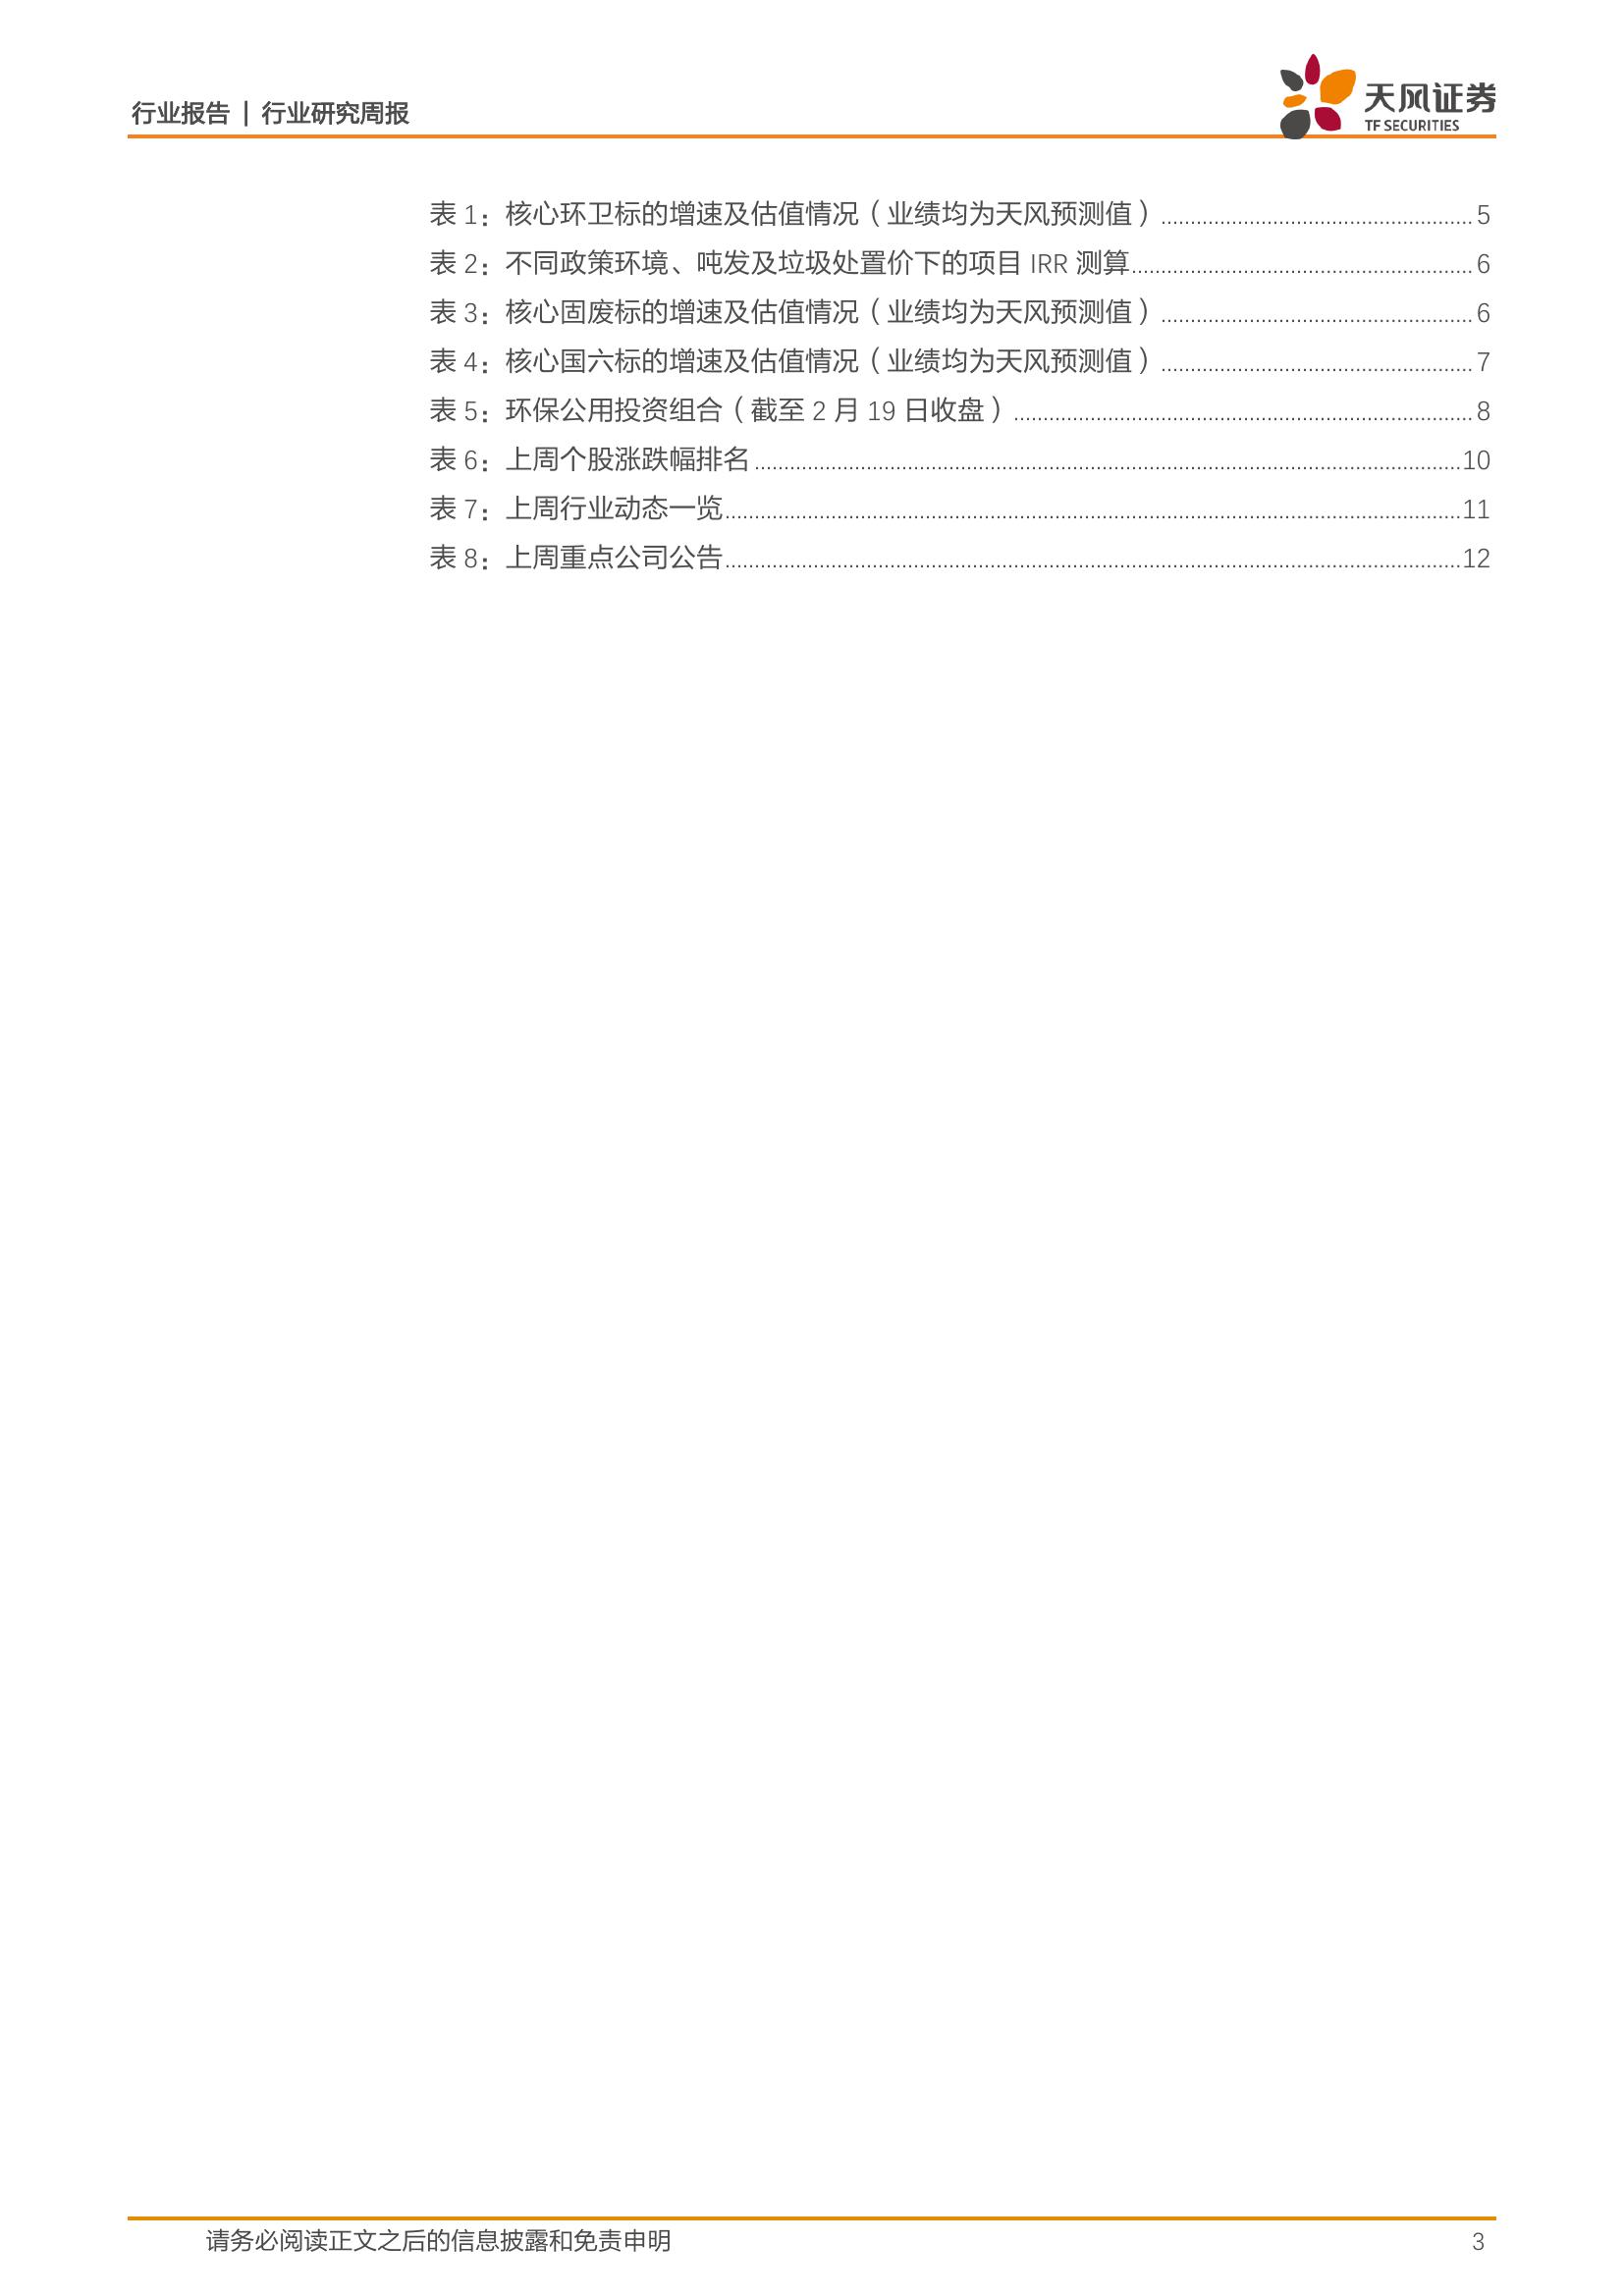 行业报告 | 行业研究周报
天风证券
TF SECURITIES
表 1：核心环卫标的增速及估值情况（业绩均为天风预测值）..................................................... 5
表 2：不同政策环境、吨发及垃圾处置价下的项目 IRR 测算.......................................................... 6
表 3：核心固废标的增速及估值情况（业绩均为天风预测值）..................................................... 6
表 4：核心国六标的增速及估值情况（业绩均为天风预测值）..................................................... 7
表 5：环保公用投资组合（截至 2 月 19 日收盘）.............................................................................. 8
表 6：上周个股涨跌幅排名........................................................................................................................10
表 7：上周行业动态一览.............................................................................................................................11
表 8：上周重点公司公告.............................................................................................................................12
请务必阅读正文之后的信息披露和免责申明 3